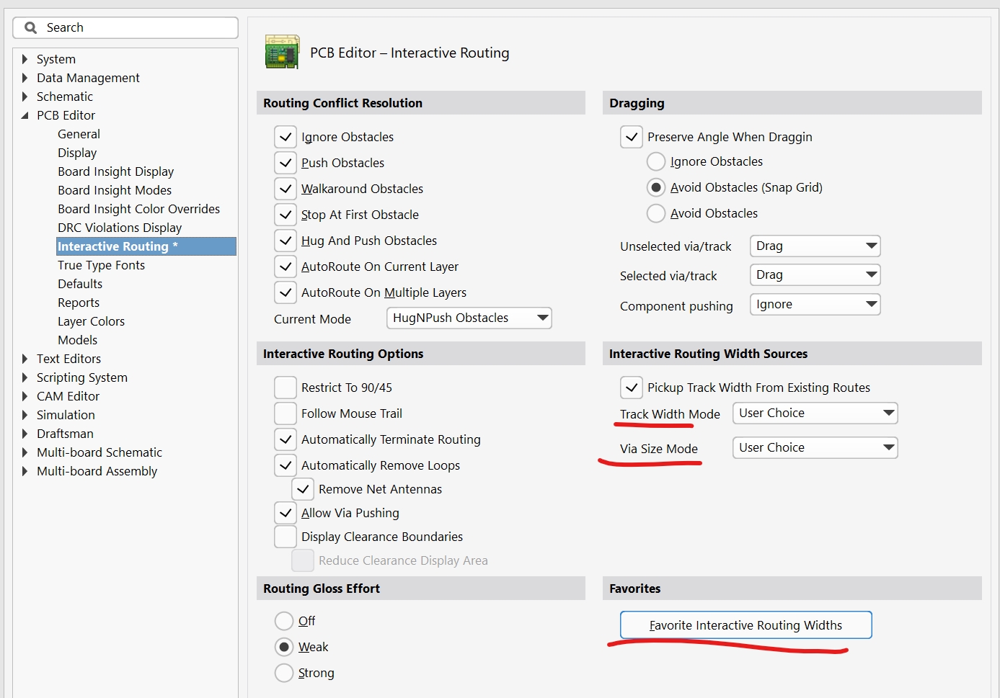 Search
System
Data Management
Schematic
PCB Editor
General
Display
Board Insight Display
Board Insight Modes
Board Insight Color Overrides
DRC Violations Display
Interactive Routing *
True Type Fonts
Defaults
Reports
Layer Colors
Models
Text Editors
Scripting System
CAM Editor
Simulation
Draftsman
Multi-board Schematic
Multi-board Assembly
PCB Editor – Interactive Routing
Routing Conflict Resolution
Ignore Obstacles
Push Obstacles
Walkaround Obstacles
Stop At First Obstacle
Hug And Push Obstacles
AutoRoute On Current Layer
AutoRoute On Multiple Layers
Current Mode HugNPush Obstacles
Dragging
Preserve Angle When Draggin
Ignore Obstacles
Avoid Obstacles (Snap Grid)
Avoid Obstacles
Unselected via/track Drag
Selected via/track Drag
Component pushing Ignore
Interactive Routing Options
Restrict To 90/45
Follow Mouse Trail
Automatically Terminate Routing
Automatically Remove Loops
Remove Net Antennas
Allow Via Pushing
Display Clearance Boundaries
Reduce Clearance Display Area
Interactive Routing Width Sources
Pickup Track Width From Existing Routes
Track Width Mode User Choice
Via Size Mode User Choice
Routing Gloss Effort
Off
Weak
Strong
Favorites
Favorite Interactive Routing Widths